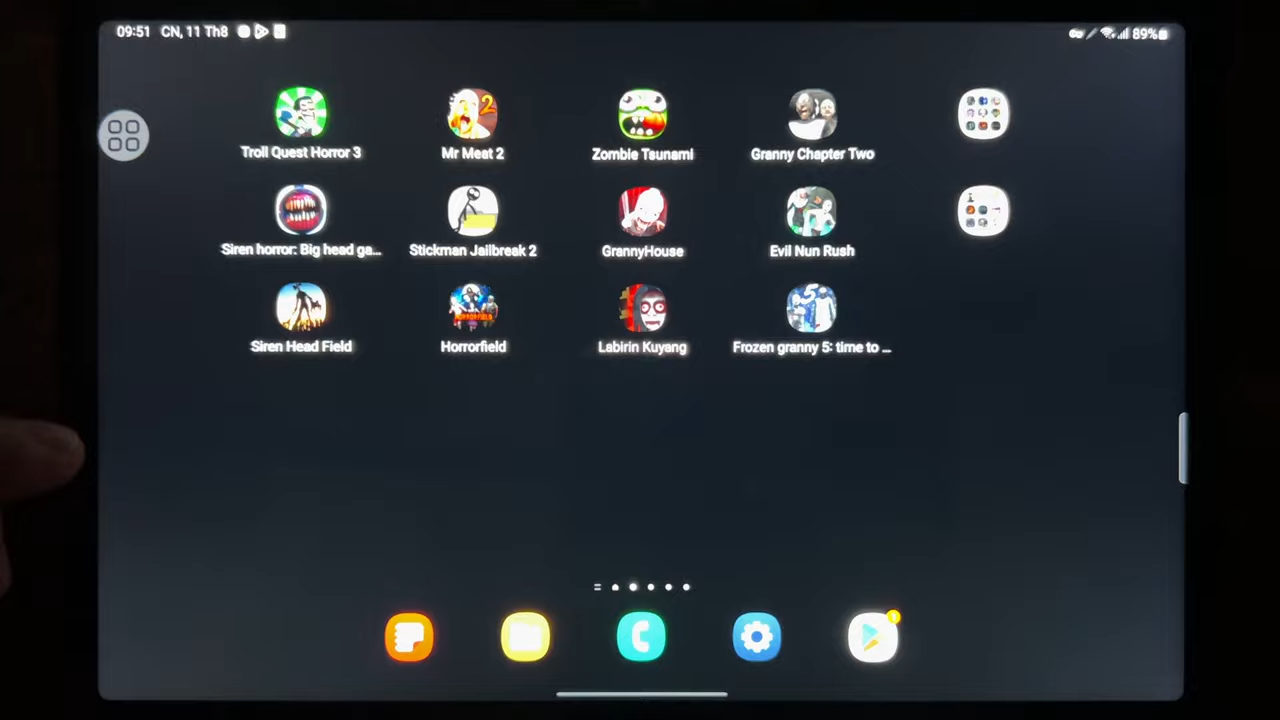 09:51 CN, 11 Th8
89%
Troll Quest Horror 3
Mr Meat 2
Zombie Tsunami
Granny Chapter Two
Siren horror: Big head ga...
Stickman Jailbreak 2
GrannyHouse
Evil Nun Rush
Siren Head Field
Horrorfield
Labirin Kuyang
Frozen granny 5: time to ...